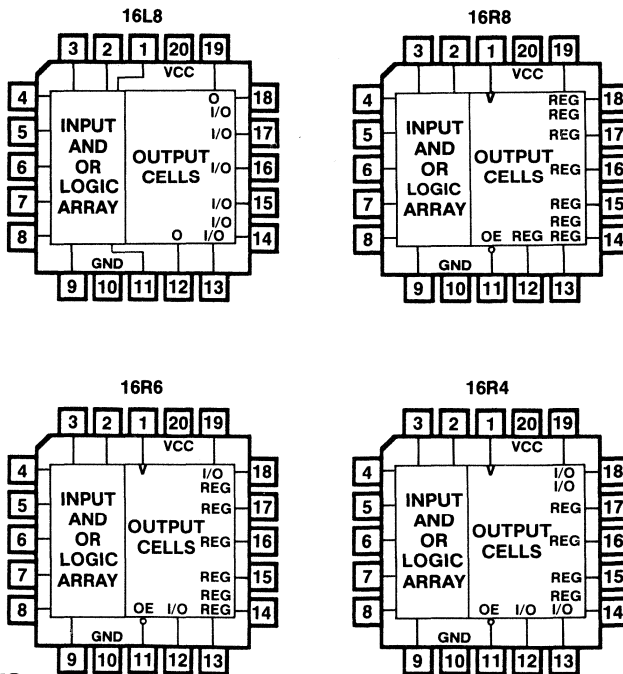 16L8
3 2 1 20 19
VCC
4 O 18
I/O
5 I/O 17
INPUT
AND
OR
LOGIC
ARRAY
OUTPUT
CELLS
6 I/O 16
7 I/O 15
I/O
8 O I/O 14
GND
9 10 11 12 13
16R8
3 2 1 20 19
VCC
4 REG 18
REG
5 REG 17
INPUT
AND
OR
LOGIC
ARRAY
OUTPUT
CELLS
6 REG 16
7 REG 15
REG
8 OE REG REG 14
GND
9 10 11 12 13
16R6
3 2 1 20 19
VCC
4 I/O 18
REG
5 REG 17
INPUT
AND
OR
LOGIC
ARRAY
OUTPUT
CELLS
6 REG 16
7 REG 15
REG
8 OE I/O REG 14
GND
9 10 11 12 13
16R4
3 2 1 20 19
VCC
4 I/O 18
I/O
5 REG 17
INPUT
AND
OR
LOGIC
ARRAY
OUTPUT
CELLS
6 REG 16
7 REG 15
REG
8 OE I/O I/O 14
GND
9 10 11 12 13